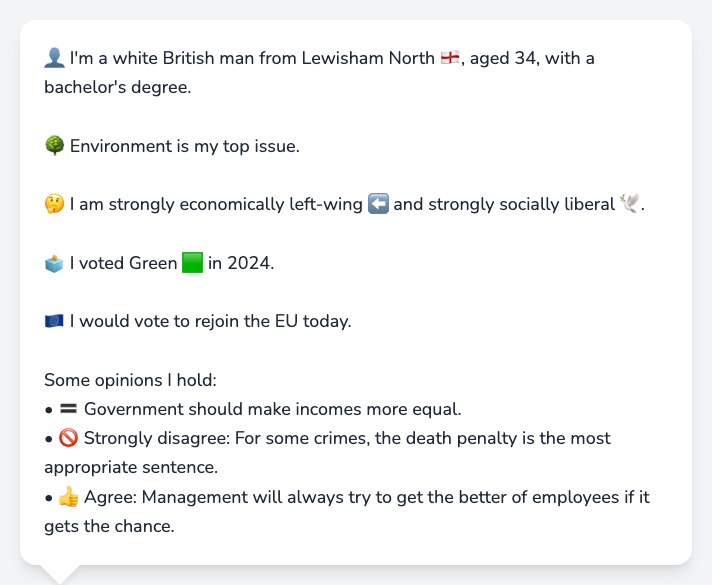 👤 I'm a white British man from Lewisham North 🏴󠁧󠁢󠁥󠁮󠁧󠁿, aged 34, with a
bachelor's degree.
🌳 Environment is my top issue.
🤔 I am strongly economically left-wing ⬅️ and strongly socially liberal 🕊️.
🗳️ I voted Green 🟩 in 2024.
🇪🇺 I would vote to rejoin the EU today.
Some opinions I hold:
• 🟰 Government should make incomes more equal.
• 🚫 Strongly disagree: For some crimes, the death penalty is the most
appropriate sentence.
• 👍 Agree: Management will always try to get the better of employees if it
gets the chance.